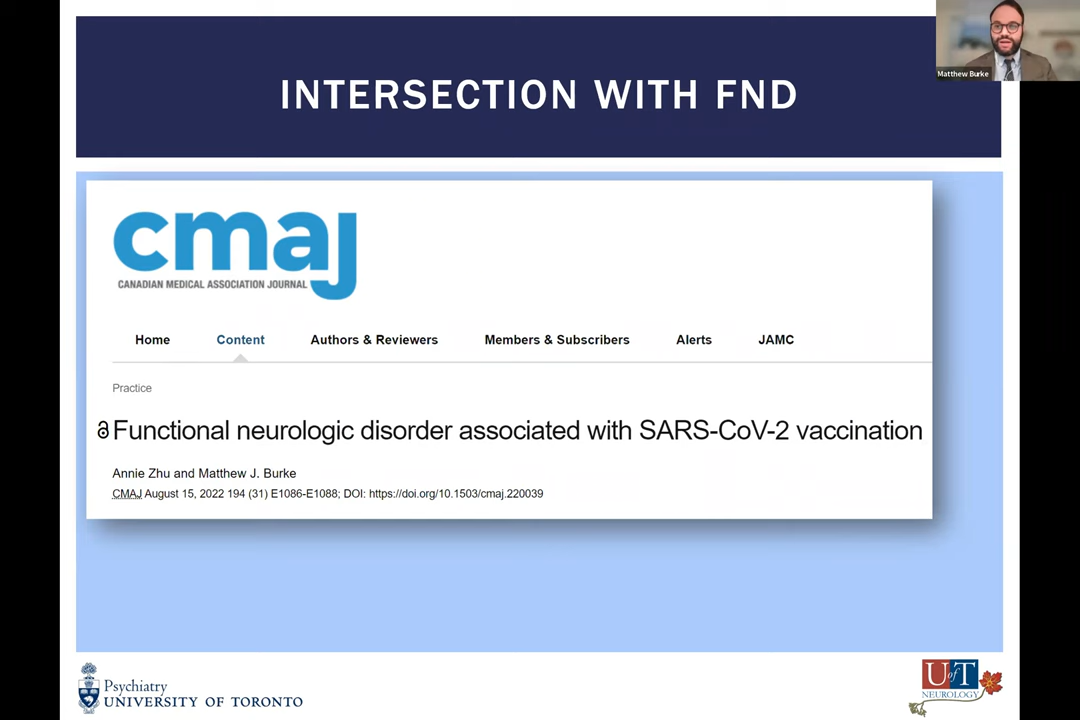 INTERSECTION WITH FND
Matthew Burke
cmaj
CANADIAN MEDICAL ASSOCIATION JOURNAL
Home Content Authors & Reviewers Members & Subscribers Alerts JAMC
Practice
Functional neurologic disorder associated with SARS-CoV-2 vaccination
Annie Zhu and Matthew J. Burke
CMAJ August 15, 2022 194 (31) E1086-E1088; DOI: https://doi.org/10.1503/cmaj.220039
Psychiatry
UNIVERSITY OF TORONTO
U of T
NEUROLOGY